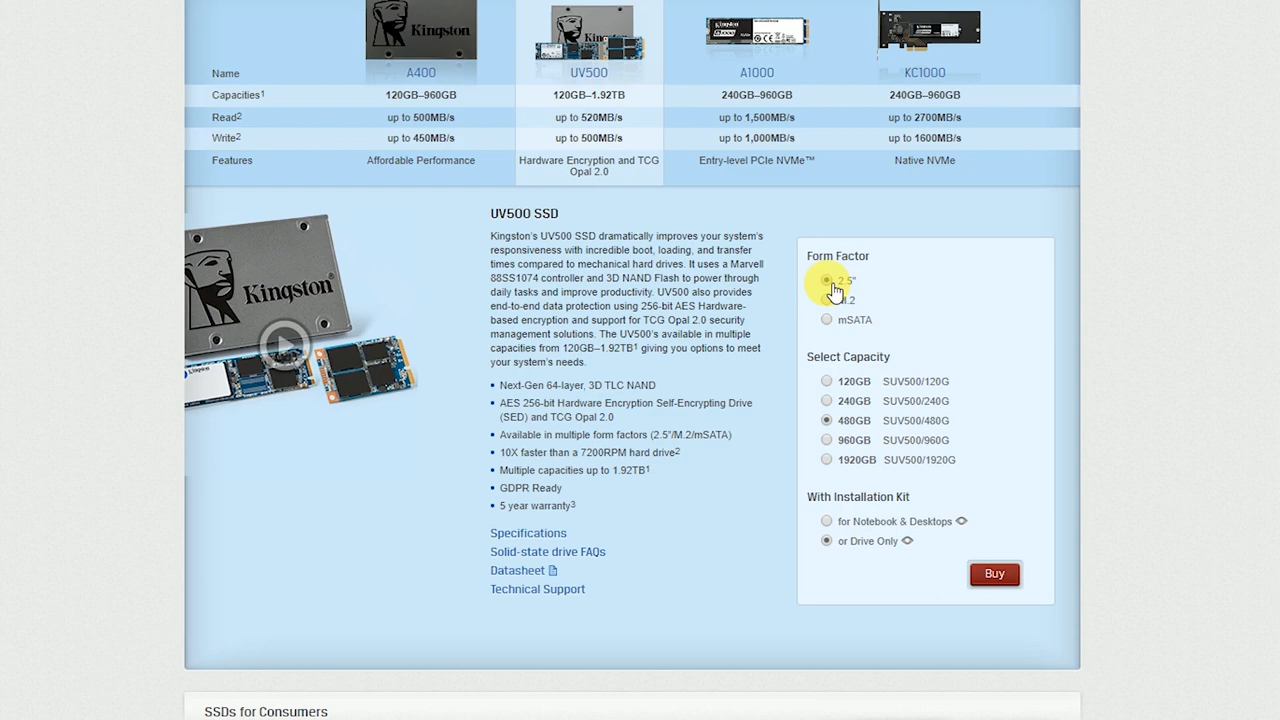 Kingston
Name A400 UV500 A1000 KC1000
Capacities1 120GB–960GB 120GB–1.92TB 240GB–960GB 240GB–960GB
Read2 up to 500MB/s up to 520MB/s up to 1,500MB/s up to 2700MB/s
Write2 up to 450MB/s up to 500MB/s up to 1,000MB/s up to 1600MB/s
Features Affordable Performance Hardware Encryption and TCG Entry-level PCIe NVMe™ Native NVMe
Opal 2.0
Kingston
UV500 SSD
Kingston's UV500 SSD dramatically improves your system's
responsiveness with incredible boot, loading, and transfer
times compared to mechanical hard drives. It uses a Marvell
88SS1074 controller and 3D NAND Flash to power through
daily tasks and improve productivity. UV500 also provides
end-to-end data protection using 256-bit AES Hardware-
based encryption and support for TCG Opal 2.0 security
management solutions. The UV500's available in multiple
capacities from 120GB–1.92TB1 giving you options to meet
your system's needs.
• Next-Gen 64-layer, 3D TLC NAND
• AES 256-bit Hardware Encryption Self-Encrypting Drive
(SED) and TCG Opal 2.0
• Available in multiple form factors (2.5"/M.2/mSATA)
• 10X faster than a 7200RPM hard drive2
• Multiple capacities up to 1.92TB1
• GDPR Ready
• 5 year warranty3
Specifications
Solid-state drive FAQs
Datasheet
Technical Support
Form Factor
2.5"
M.2
mSATA
Select Capacity
120GB SUV500/120G
240GB SUV500/240G
480GB SUV500/480G
960GB SUV500/960G
1920GB SUV500/1920G
With Installation Kit
for Notebook & Desktops
or Drive Only
Buy
SSDs for Consumers